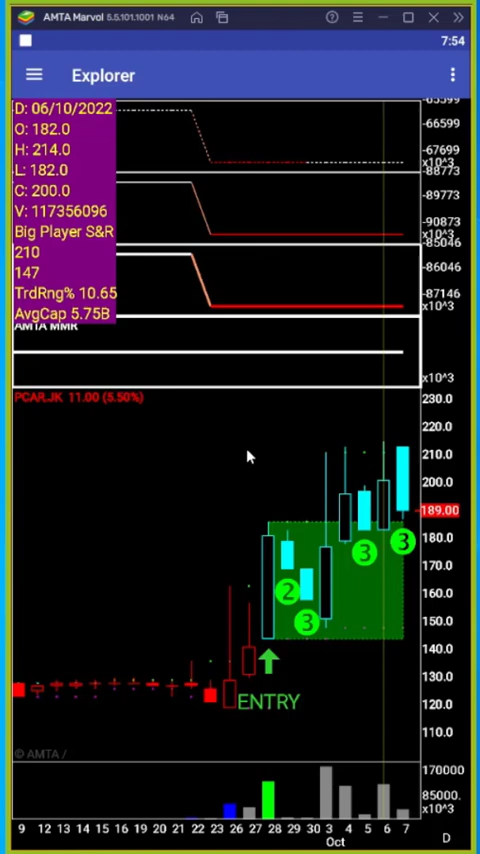 AMTA Marvol 5.5.101.1001 N64
7:54
Explorer
D: 06/10/2022
O: 182.0
H: 214.0
L: 182.0
C: 200.0
V: 117356096
Big Player S&R
210
147
TrdRng% 10.65
AvgCap 5.75B
-65599
-66599
-67699
x10^3
-88773
-89773
-90873
x10^3
-85046
-86046
-87146
x10^3
AMTA MMR
x10^3
PCAR.JK 11.00 (5.50%)
230.0
220.0
210.0
200.0
189.00
180.0
170.0
160.0
150.0
140.0
130.0
120.0
110.0
2
3
3
3
ENTRY
© AMTA /
170000
85000.
x10^3
9 12 13 14 15 16 19 20 21 22 23 26 27 28 29 30 3 4 5 6 7
Oct
D